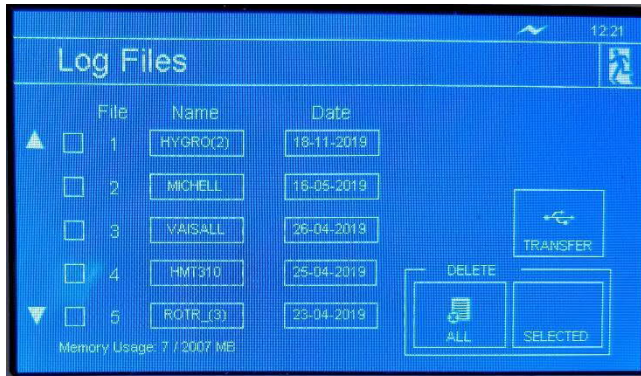 12:21
Log Files
File Name Date
1 HYGRO(2) 18-11-2019
2 MICHELL 16-05-2019
3 VAISALL 26-04-2019
4 HMT310 25-04-2019
5 ROTR_(3) 23-04-2019
TRANSFER
DELETE
ALL SELECTED
Memory Usage: 7 / 2007 MB